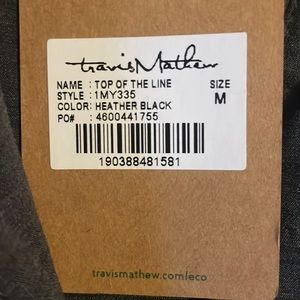 travisMathew
NAME : TOP OF THE LINE
SIZE
STYLE : 1MY335
M
COLOR: HEATHER BLACK
PO# : 4600441755
190388481581
travismathew.com/eco